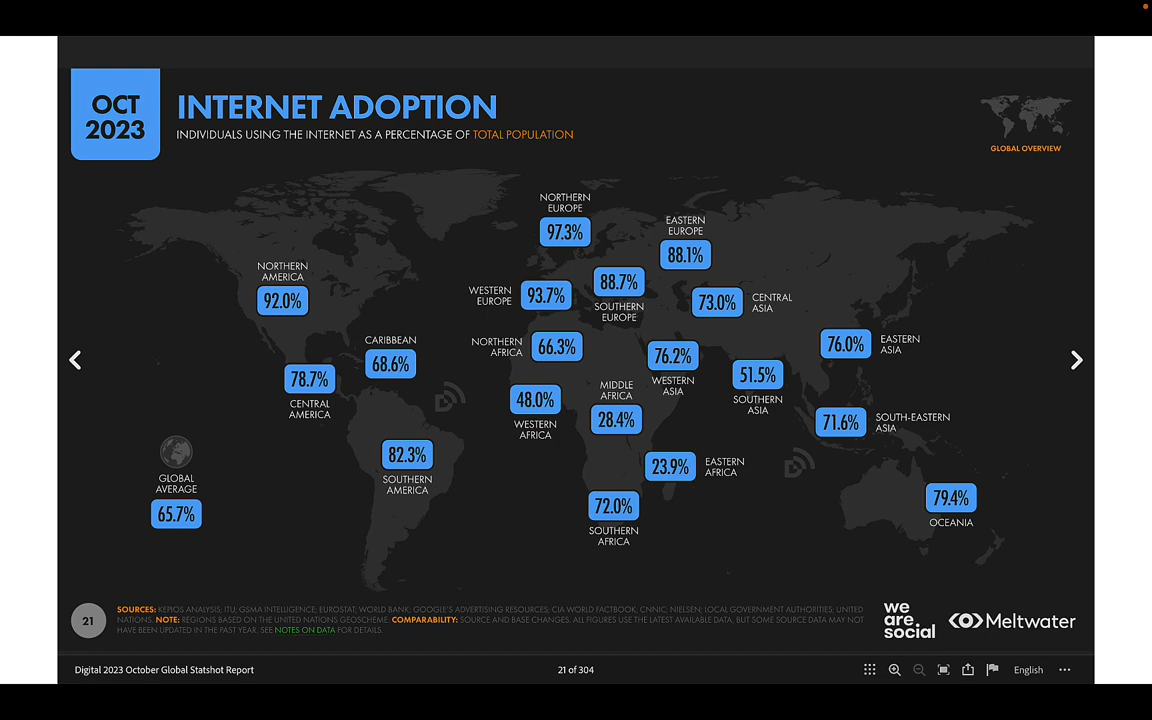 OCT
2023
INTERNET ADOPTION
INDIVIDUALS USING THE INTERNET AS A PERCENTAGE OF TOTAL POPULATION
GLOBAL OVERVIEW
NORTHERN
EUROPE
97.3%
EASTERN
EUROPE
88.1%
NORTHERN
AMERICA
92.0%
WESTERN
EUROPE
93.7%
88.7%
SOUTHERN
EUROPE
73.0%
CENTRAL
ASIA
CARIBBEAN
68.6%
NORTHERN
AFRICA
66.3%
76.2%
WESTERN
ASIA
76.0%
EASTERN
ASIA
78.7%
CENTRAL
AMERICA
48.0%
WESTERN
AFRICA
MIDDLE
AFRICA
28.4%
51.5%
SOUTHERN
ASIA
71.6%
SOUTH-EASTERN
ASIA
82.3%
SOUTHERN
AMERICA
23.9%
EASTERN
AFRICA
GLOBAL
AVERAGE
65.7%
72.0%
SOUTHERN
AFRICA
79.4%
OCEANIA
21
SOURCES: KEPIOS ANALYSIS; ITU; GSMA INTELLIGENCE; EUROSTAT; WORLD BANK; GOOGLE'S ADVERTISING RESOURCES; CIA WORLD FACTBOOK, CNNIC; NIELSEN; LOCAL GOVERNMENT AUTHORITIES; UNITED
NATIONS. NOTE: REGIONS BASED ON THE UNITED NATIONS GEOSCHEME. COMPARABILITY: SOURCE AND BASE CHANGES. ALL FIGURES USE THE LATEST AVAILABLE DATA, BUT SOME SOURCE DATA MAY NOT
HAVE BEEN UPDATED IN THE PAST YEAR. SEE NOTES ON DATA FOR DETAILS.
we
are
social
Meltwater
Digital 2023 October Global Statshot Report
21 of 304
English